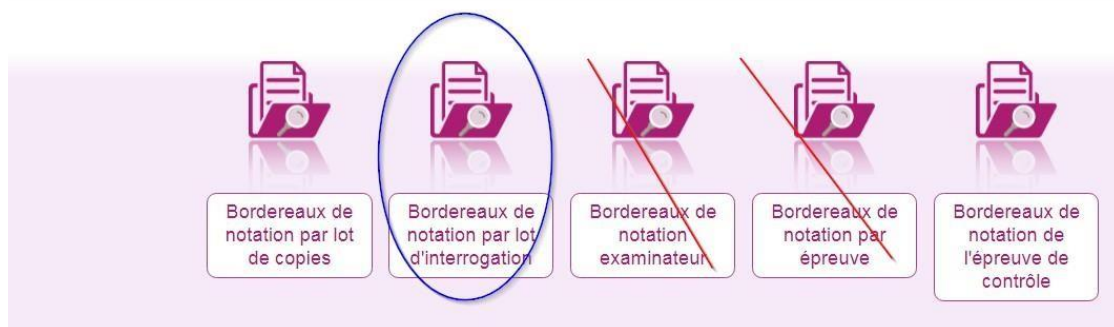 Bordereaux de
notation par lot
de copies
Bordereaux de
notation par lot
d'interrogation
Bordereaux de
notation
examinateur
Bordereaux de
notation par
épreuve
Bordereaux de
notation de
l'épreuve de
contrôle